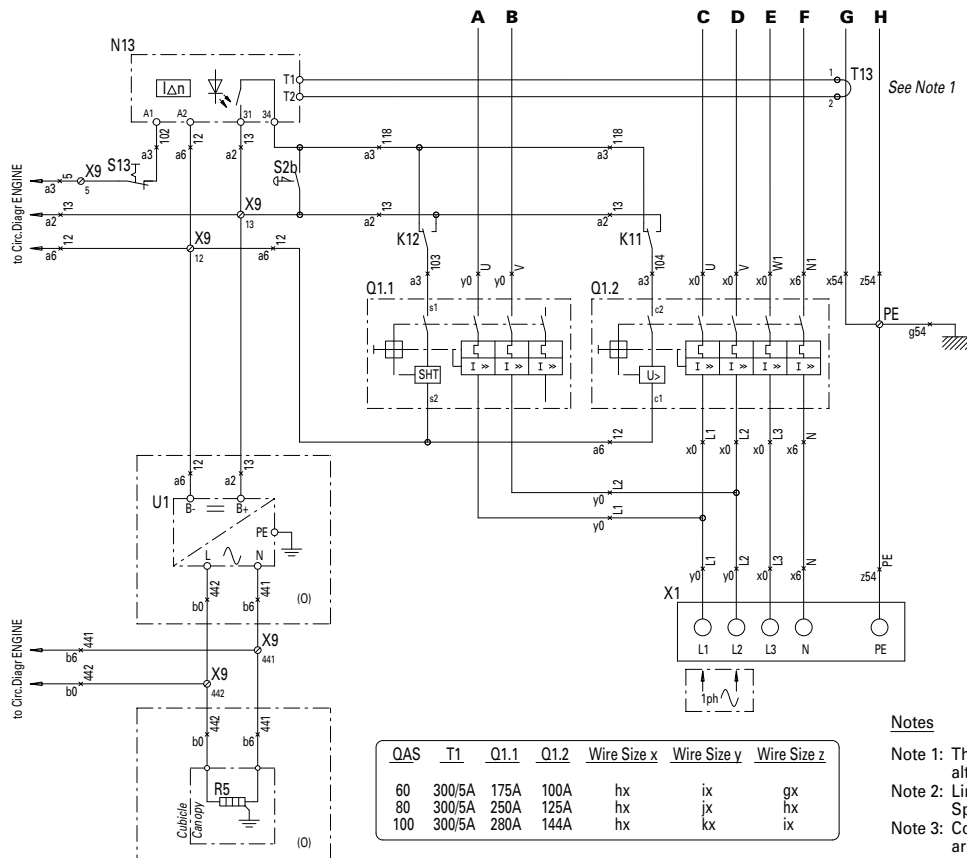 A B C D E F G H
N13
I△n
T1
T2
A1 A2 31 34
1
T13
2
See Note 1
102 12 13
a3 a6 a2
118 118
a3 a3
S13
S2b
5 X9
a3 5
13 X9
a2 13
13 13
a2 a2
12 X9
a6 12
12
a6
to Circ.Diagr ENGINE
K12 K11
103 U V 104 U V W1 N1
a3 y0 y0 a3 x0 x0 x0 x6 x54 z54
Q1.1 Q1.2
s1 c2
PE
g54
I ≫ I ≫ I ≫ I ≫ I ≫ I ≫ I ≫
SHT U>
s2 c1
12
a6
L1 L2 L3 N
x0 x0 x0 x6
12 13
a6 a2
U1
B- B+
PE
L N
442 441
b0 b6
(O)
L2
y0
L1
y0
L1 L2 L3 N PE
y0 y0 x0 x6 z54
X1
L1 L2 L3 N PE
1ph
441 X9
b6 441
442 X9
b0 442
to Circ.Diagr ENGINE
442 441
b0 b6
R5
Cubicle
Canopy
(O)
QAS T1 Q1.1 Q1.2 Wire Size x Wire Size y Wire Size z
60 300/5A 175A 100A hx ix gx
80 300/5A 250A 125A hx jx hx
100 300/5A 280A 144A hx kx ix
Notes
Note 1: Th
alt
Note 2: Lin
Sp
Note 3: Co
are